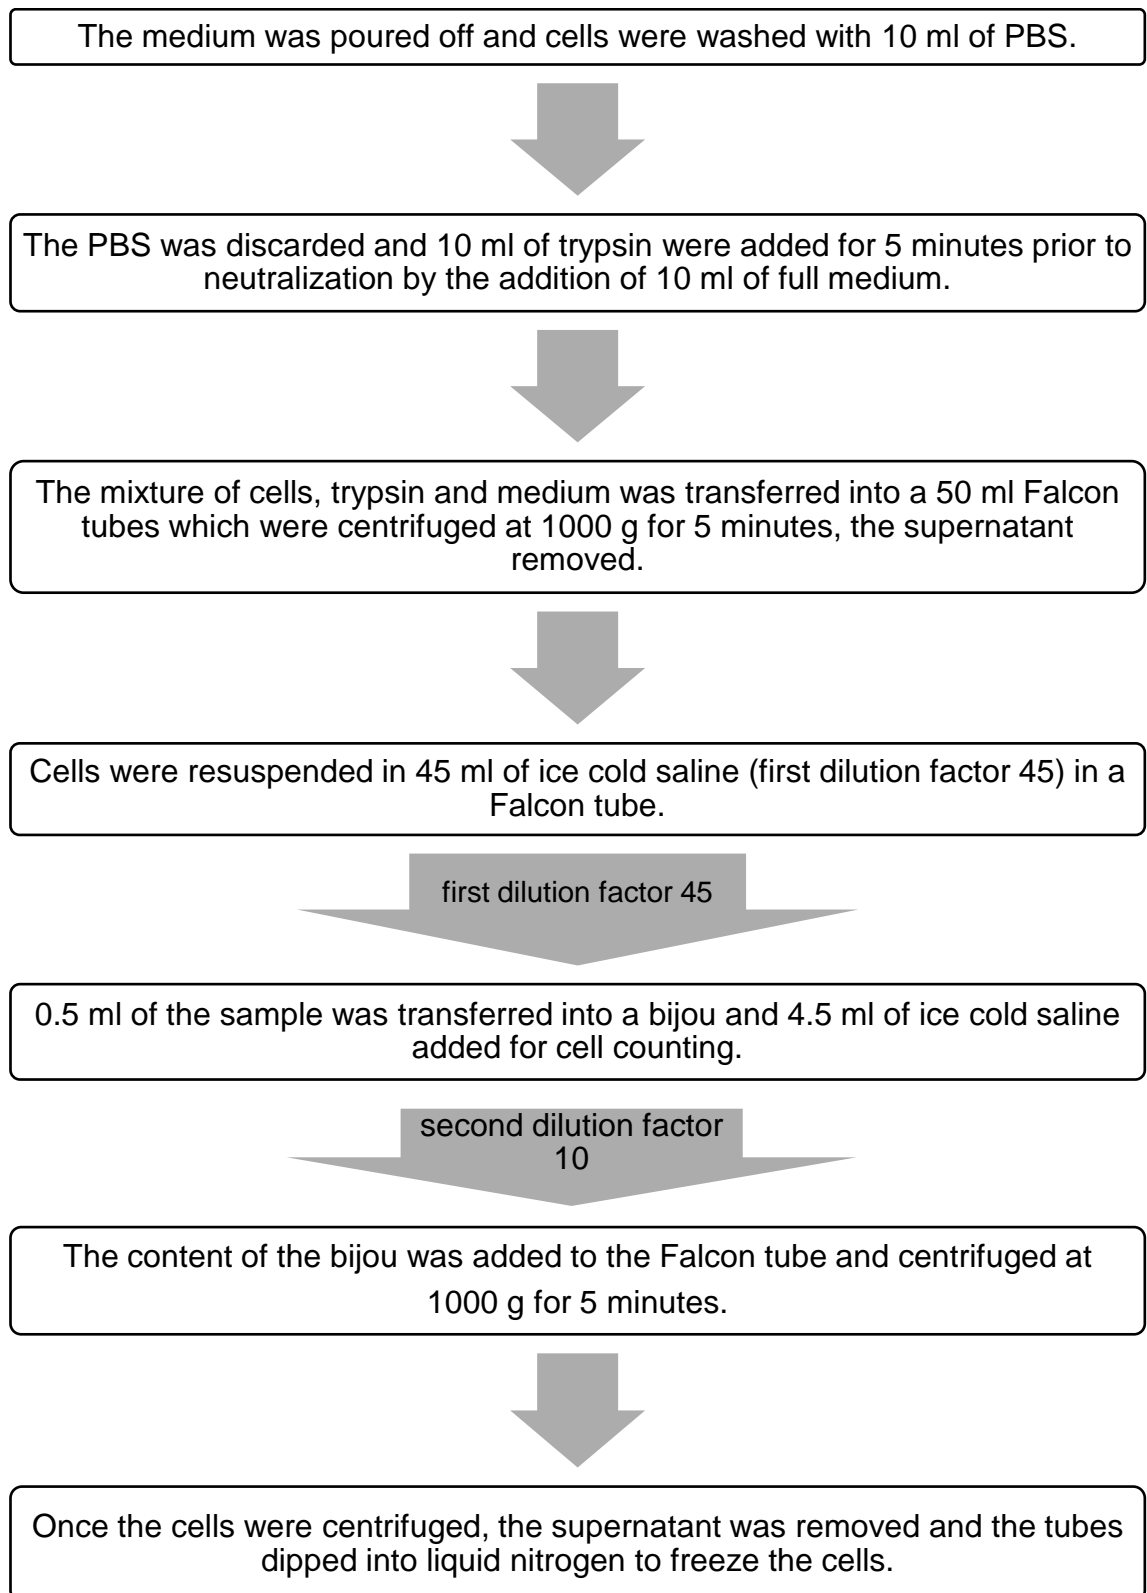 The medium was poured off and cells were washed with 10 ml of PBS.
The PBS was discarded and 10 ml of trypsin were added for 5 minutes prior to
neutralization by the addition of 10 ml of full medium.
The mixture of cells, trypsin and medium was transferred into a 50 ml Falcon
tubes which were centrifuged at 1000 g for 5 minutes, the supernatant
removed.
Cells were resuspended in 45 ml of ice cold saline (first dilution factor 45) in a
Falcon tube.
first dilution factor 45
0.5 ml of the sample was transferred into a bijou and 4.5 ml of ice cold saline
added for cell counting.
second dilution factor
10
The content of the bijou was added to the Falcon tube and centrifuged at
1000 g for 5 minutes.
Once the cells were centrifuged, the supernatant was removed and the tubes
dipped into liquid nitrogen to freeze the cells.